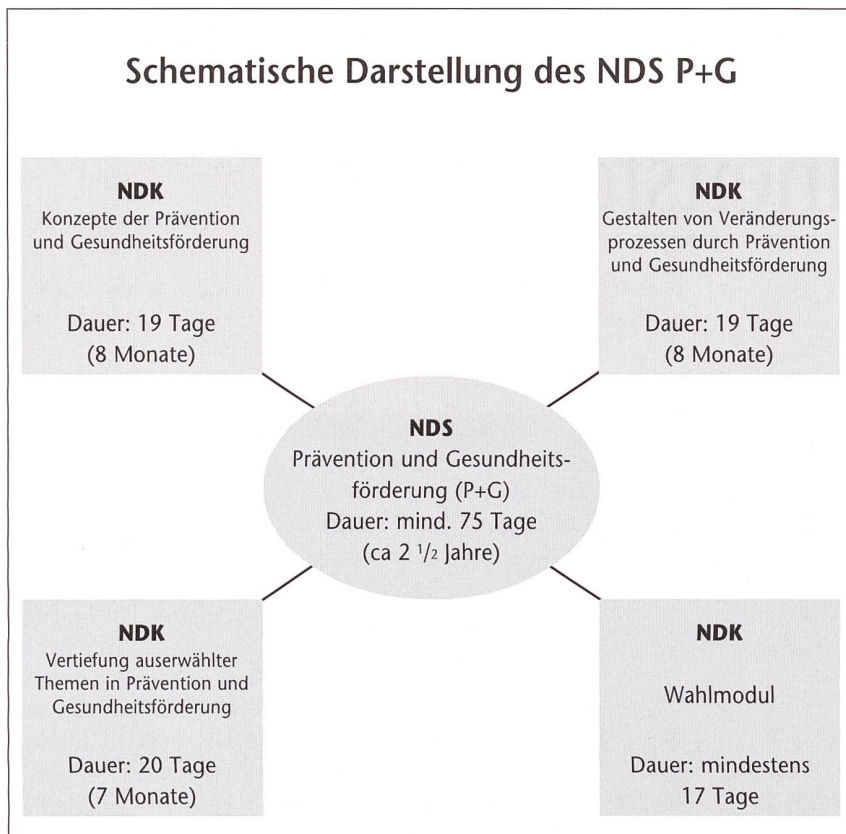 Schematische Darstellung des NDS P+G
NDK
Konzepte der Prävention
und Gesundheitsförderung
Dauer: 19 Tage
(8 Monate)
NDK
Gestalten von Veränderungs-
prozessen durch Prävention
und Gesundheitsförderung
Dauer: 19 Tage
(8 Monate)
NDS
Prävention und Gesundheits-
förderung (P+G)
Dauer: mind. 75 Tage
(ca 2 1/2 Jahre)
NDK
Vertiefung auserwählter
Themen in Prävention und
Gesundheitsförderung
Dauer: 20 Tage
(7 Monate)
NDK
Wahlmodul
Dauer: mindestens
17 Tage